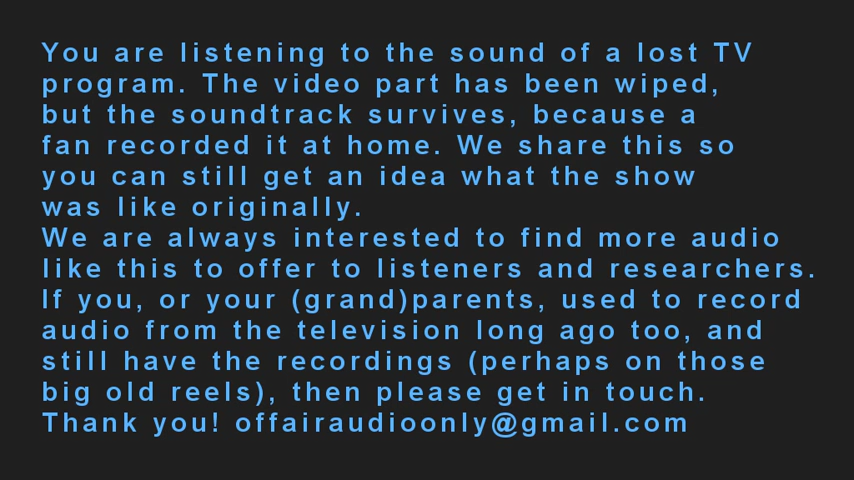 You are listening to the sound of a lost TV
program. The video part has been wiped,
but the soundtrack survives, because a
fan recorded it at home. We share this so
you can still get an idea what the show
was like originally.
We are always interested to find more audio
like this to offer to listeners and researchers.
If you, or your (grand)parents, used to record
audio from the television long ago too, and
still have the recordings (perhaps on those
big old reels), then please get in touch.
Thank you! offairaudioonly@gmail.com